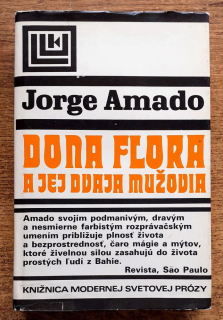 Jorge Amado
DONA FLORA
A JEJ DVAJA MUŽOVIA
Amado svojim podmanivým, dravým
a nesmierne farbistým rozprávačským
umením približuje plnosť života
a bezprostrednosť, čaro mágie a mýtov,
ktoré živelnou silou zasahujú do života
prostých ľudí z Bahie.
Revista, São Paulo
KNIŽNICA MODERNEJ SVETOVEJ PRÓZY